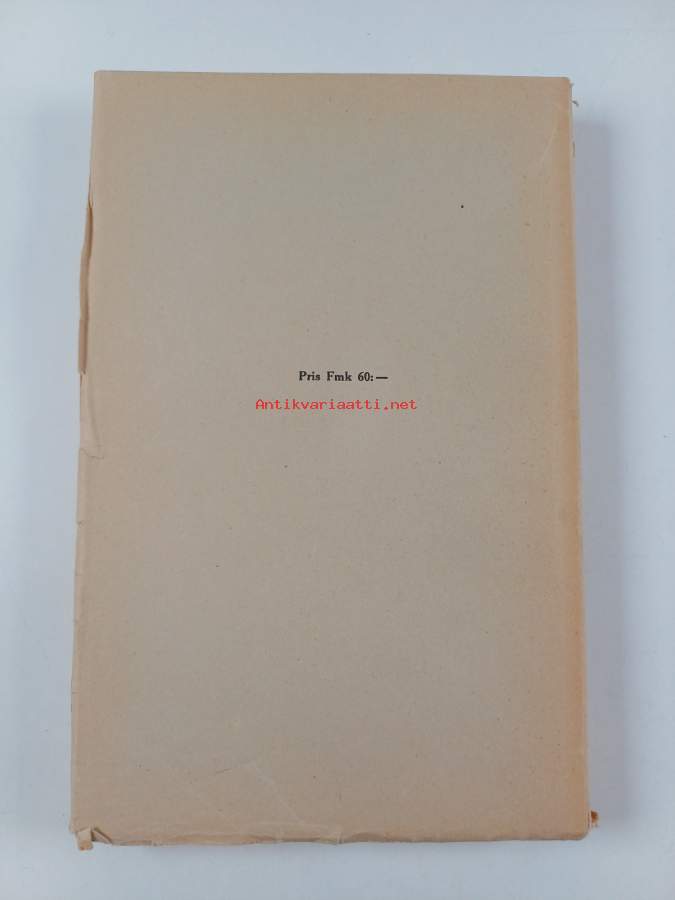 Pris Fmk 60: —
Antikvariaatti.net